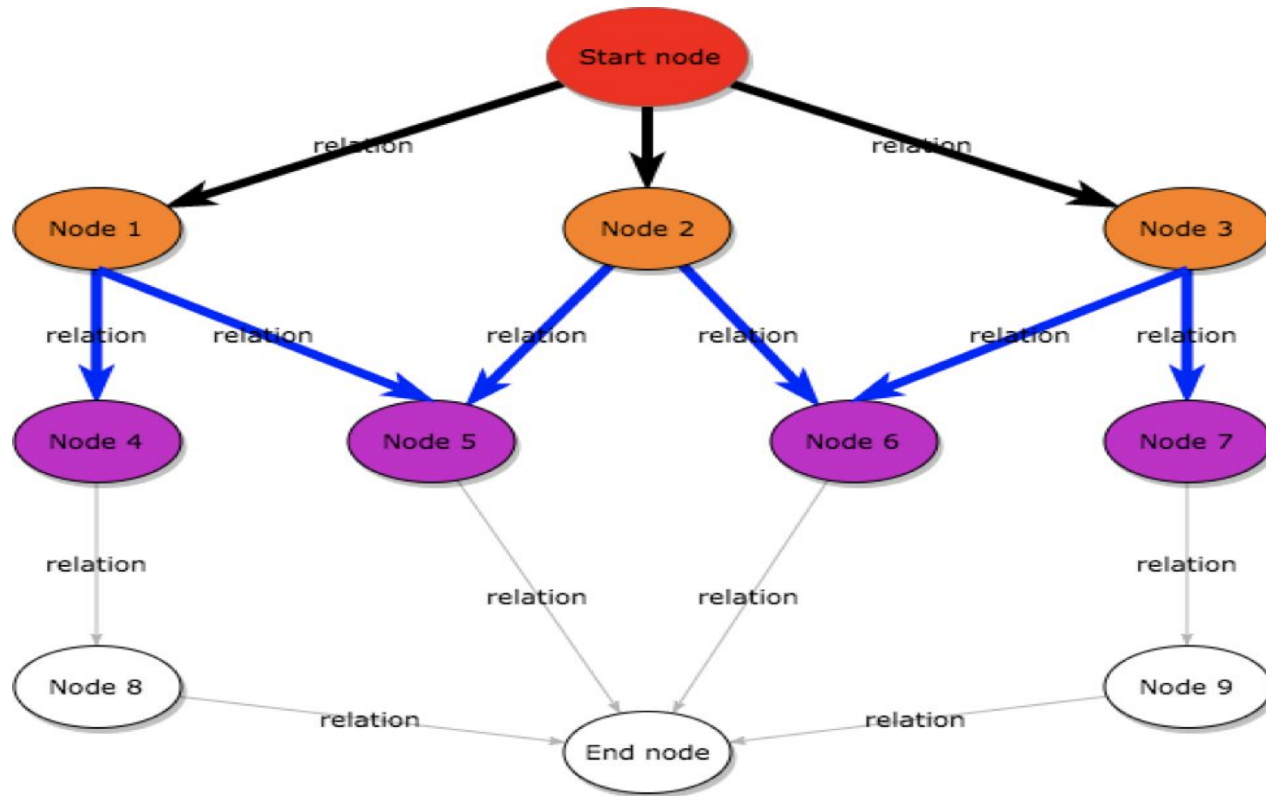 Start node
relation
relation
Node 1
Node 2
Node 3
relation
relation
relation
relation
relation
relation
Node 4
Node 5
Node 6
Node 7
relation
relation
relation
relation
Node 8
Node 9
relation
relation
End node